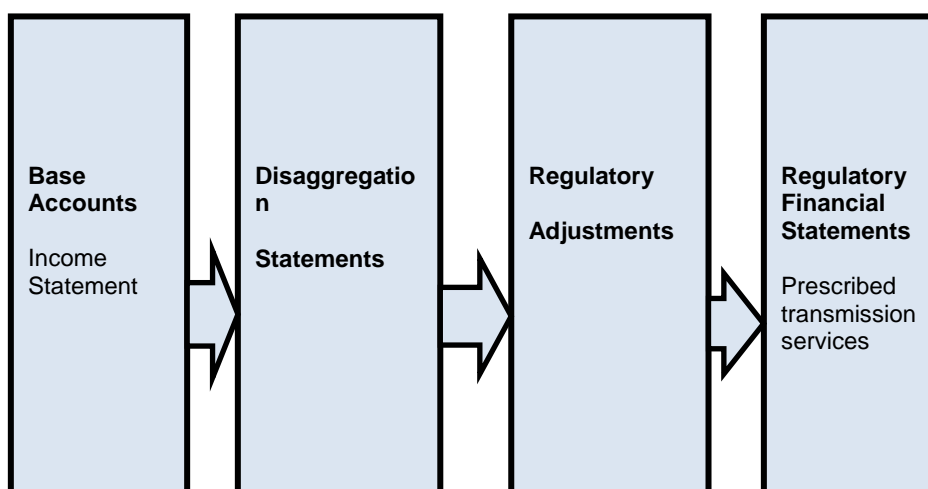 Base
Accounts
Income
Statement
Disaggregatio
n
Statements
Regulatory
Adjustments
Regulatory
Financial
Statements
Prescribed
transmission
services